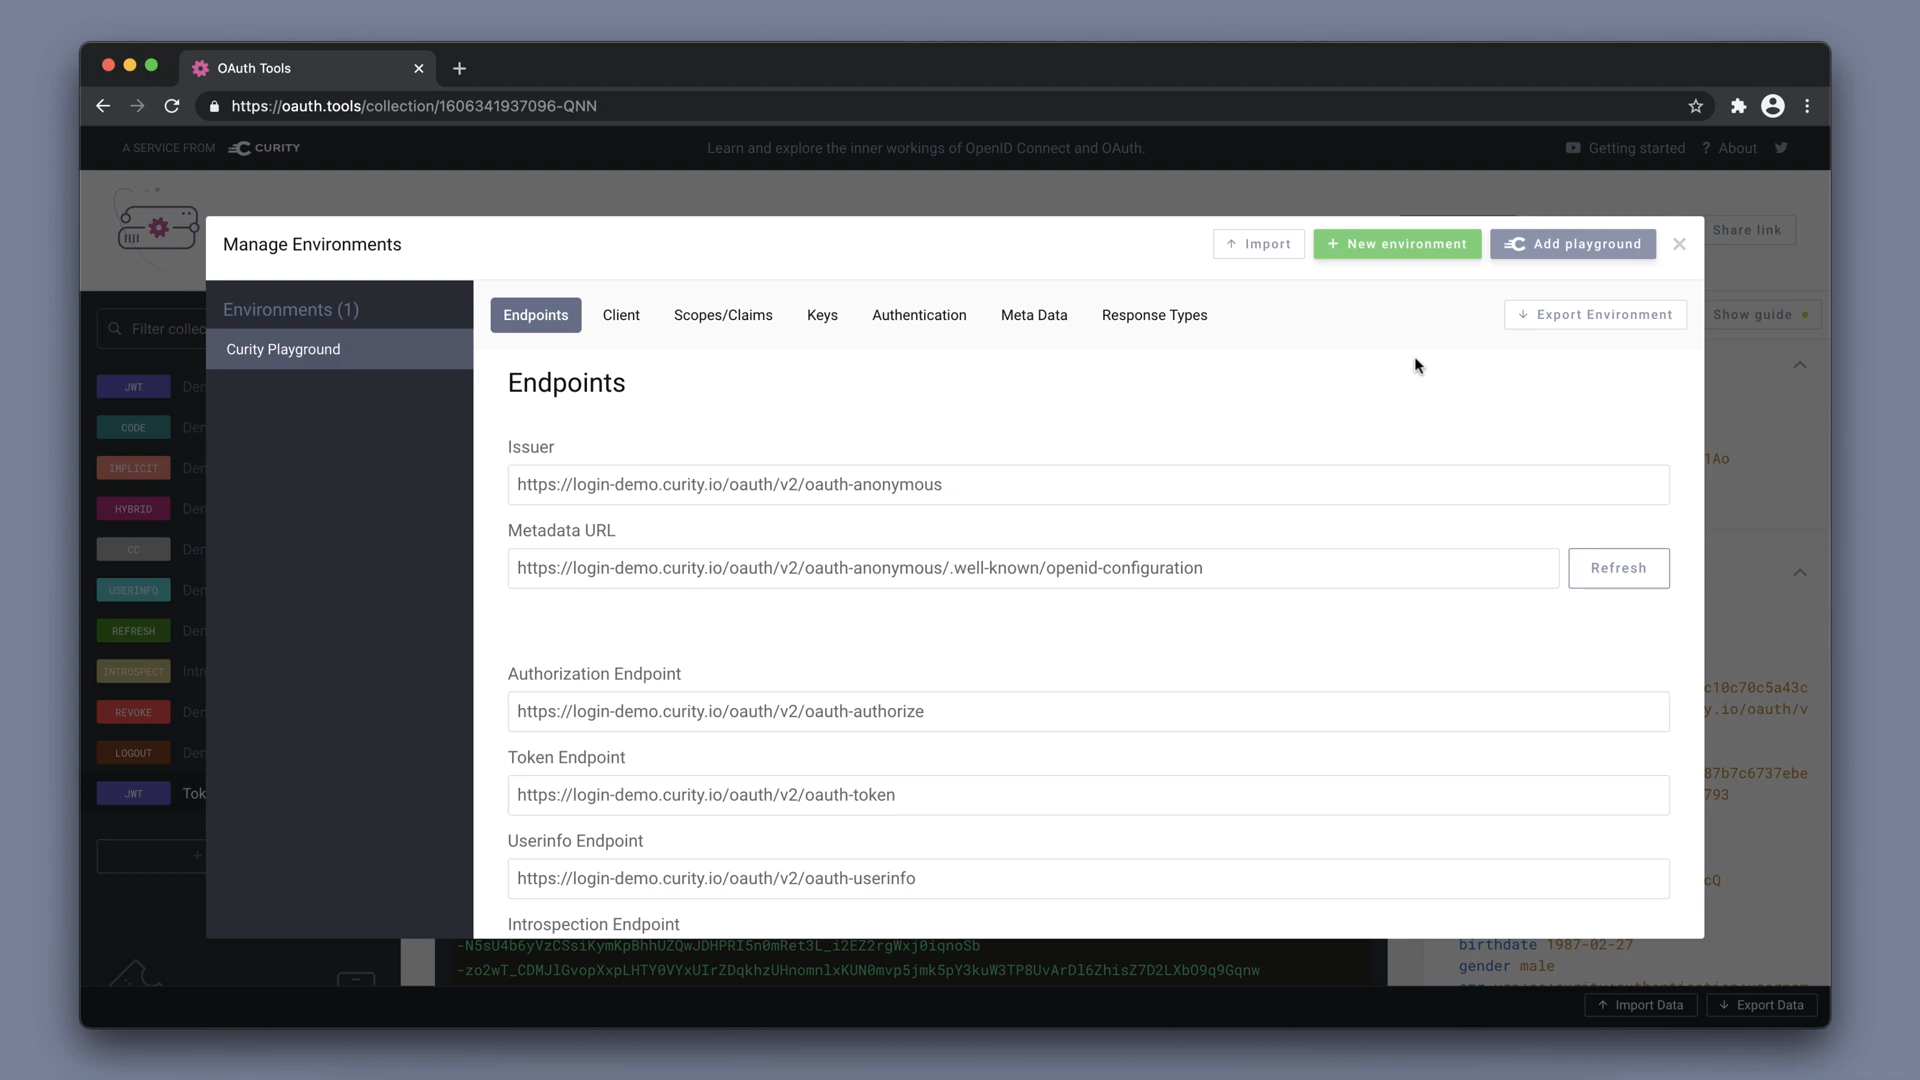 OAuth Tools
https://oauth.tools/collection/1606341937096-QNN
A SERVICE FROM CURITY
Learn and explore the inner workings of OpenID Connect and OAuth.
Getting started
? About
Share link
Manage Environments
Import
+ New environment
Add playground
Environments (1)
Curity Playground
Endpoints
Client
Scopes/Claims
Keys
Authentication
Meta Data
Response Types
Export Environment
Show guide
Filter collec
JWT Der
CODE Der
IMPLICIT Der
HYBRID Der
CC Der
USERINFO Der
REFRESH Der
INTROSPECT Intr
REVOKE Der
LOGOUT Der
JWT Tok
+
Endpoints
Issuer
https://login-demo.curity.io/oauth/v2/oauth-anonymous
Metadata URL
https://login-demo.curity.io/oauth/v2/oauth-anonymous/.well-known/openid-configuration
Refresh
Authorization Endpoint
https://login-demo.curity.io/oauth/v2/oauth-authorize
Token Endpoint
https://login-demo.curity.io/oauth/v2/oauth-token
Userinfo Endpoint
https://login-demo.curity.io/oauth/v2/oauth-userinfo
Introspection Endpoint
1Ao
c10c70c5a43c
y.io/oauth/v
87b7c6737ebe
793
cQ
-N5sU4b6yVzCSsiKymKpBhhUZQwJDHPRI5n0mRet3L_i2EZ2rgWxj0iqnoSb
-zo2wT_CDMJlGvopXxpLHTY0VYxUIrZDqkhzUHnomnlxKUN0mvp5jmk5pY3kuW3TP8UvArDl6ZhisZ7D2LXbO9q9Gqnw
birthdate 1987-02-27
gender male
Import Data
Export Data